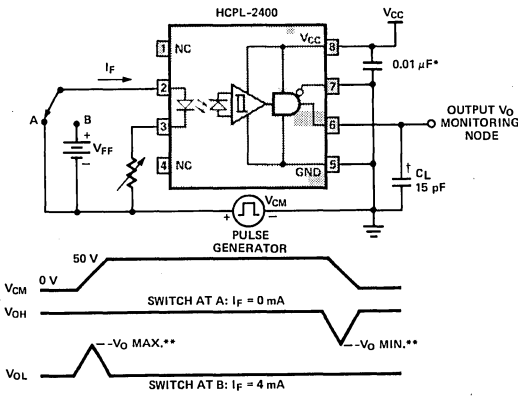 HCPL-2400
VCC
1 NC
VCC
8
IF
0.01 μF*
2
7
A
B
+
VFF
−
3
6
OUTPUT VO
MONITORING
NODE
4 NC
GND
5
†
CL
15 pF
+
VCM
−
PULSE
GENERATOR
50 V
VCM
0 V
SWITCH AT A: IF = 0 mA
VOH
--VO MAX.**
--VO MIN.**
VOL
SWITCH AT B: IF = 4 mA